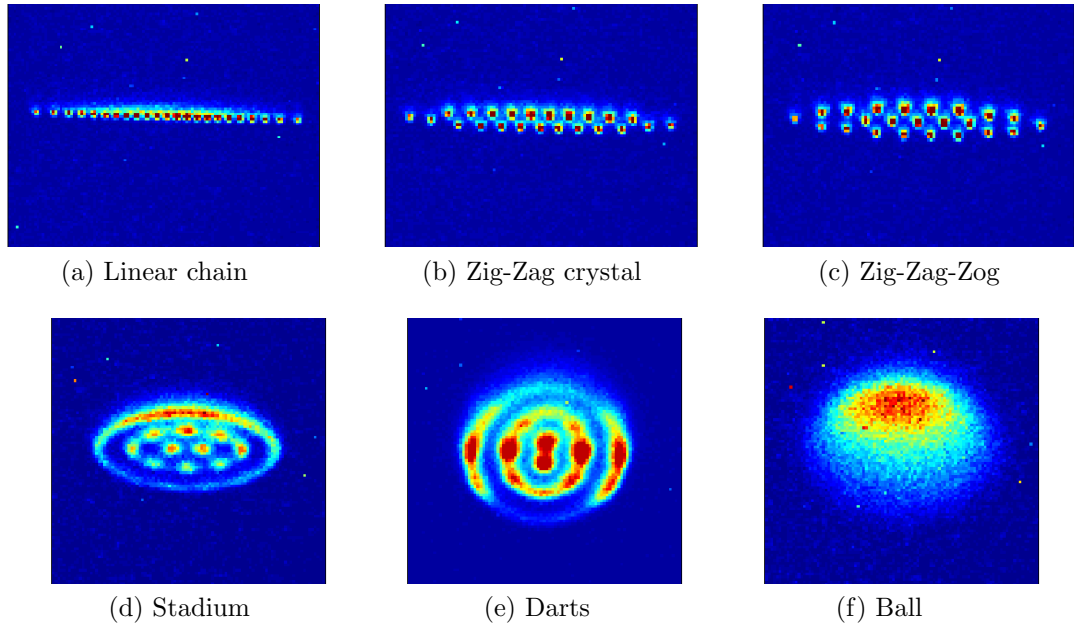 (a) Linear chain
(b) Zig-Zag crystal
(c) Zig-Zag-Zog
(d) Stadium
(e) Darts
(f) Ball